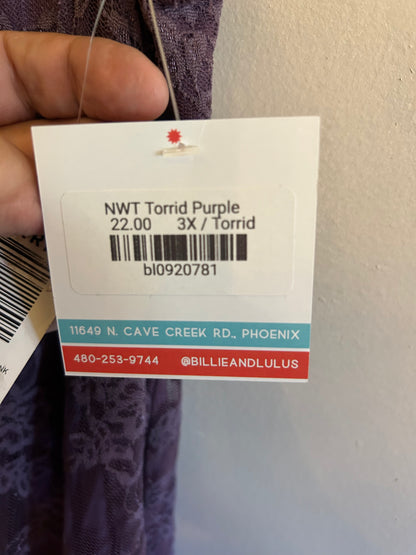 NWT Torrid Purple
22.00 3X / Torrid
bl0920781
11649 N. CAVE CREEK RD., PHOENIX
480-253-9744 @BILLIEANDLULUS